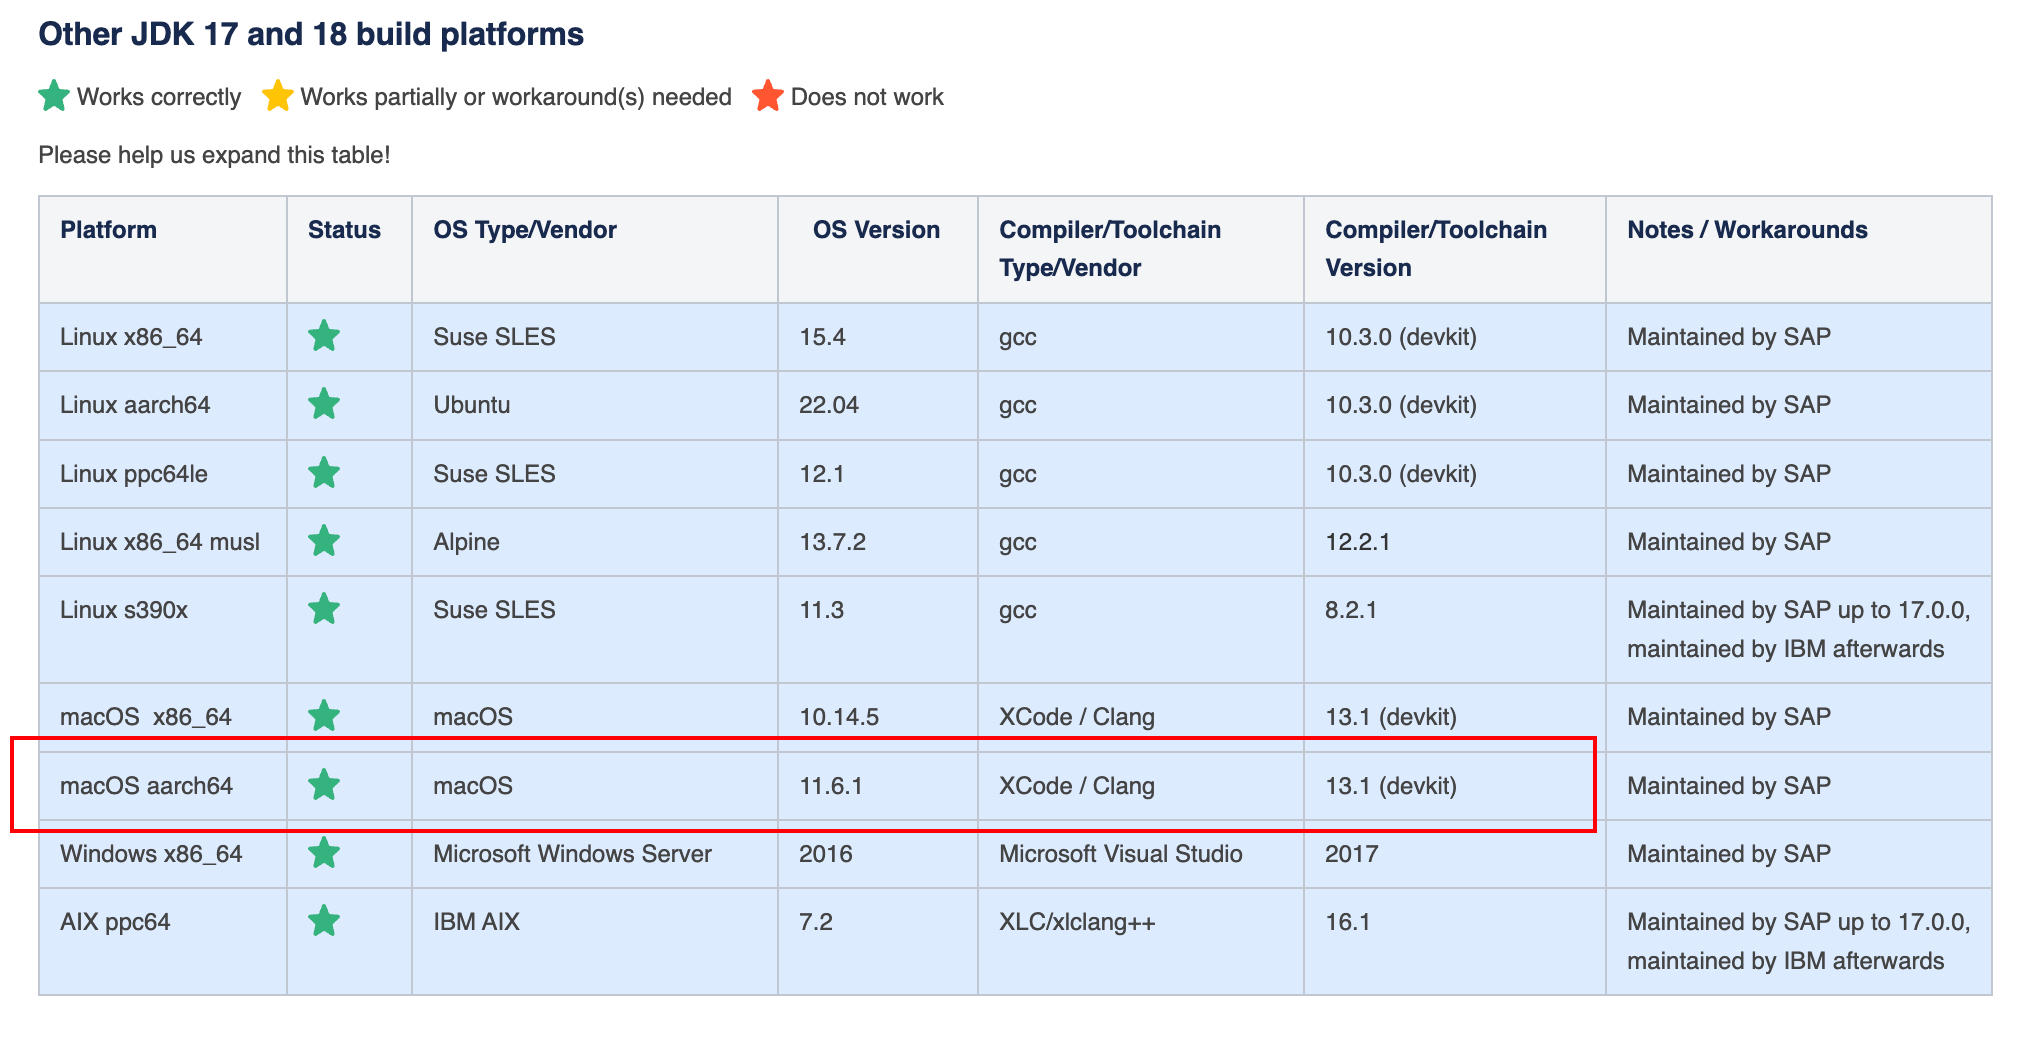 Other JDK 17 and 18 build platforms
Works correctly Works partially or workaround(s) needed Does not work
Please help us expand this table!
Platform Status OS Type/Vendor OS Version Compiler/Toolchain Type/Vendor Compiler/Toolchain Version Notes / Workarounds
Linux x86_64 Suse SLES 15.4 gcc 10.3.0 (devkit) Maintained by SAP
Linux aarch64 Ubuntu 22.04 gcc 10.3.0 (devkit) Maintained by SAP
Linux ppc64le Suse SLES 12.1 gcc 10.3.0 (devkit) Maintained by SAP
Linux x86_64 musl Alpine 13.7.2 gcc 12.2.1 Maintained by SAP
Linux s390x Suse SLES 11.3 gcc 8.2.1 Maintained by SAP up to 17.0.0,
maintained by IBM afterwards
macOS  x86_64 macOS 10.14.5 XCode / Clang 13.1 (devkit) Maintained by SAP
macOS aarch64 macOS 11.6.1 XCode / Clang 13.1 (devkit) Maintained by SAP
Windows x86_64 Microsoft Windows Server 2016 Microsoft Visual Studio 2017 Maintained by SAP
AIX ppc64 IBM AIX 7.2 XLC/xlclang++ 16.1 Maintained by SAP up to 17.0.0,
maintained by IBM afterwards